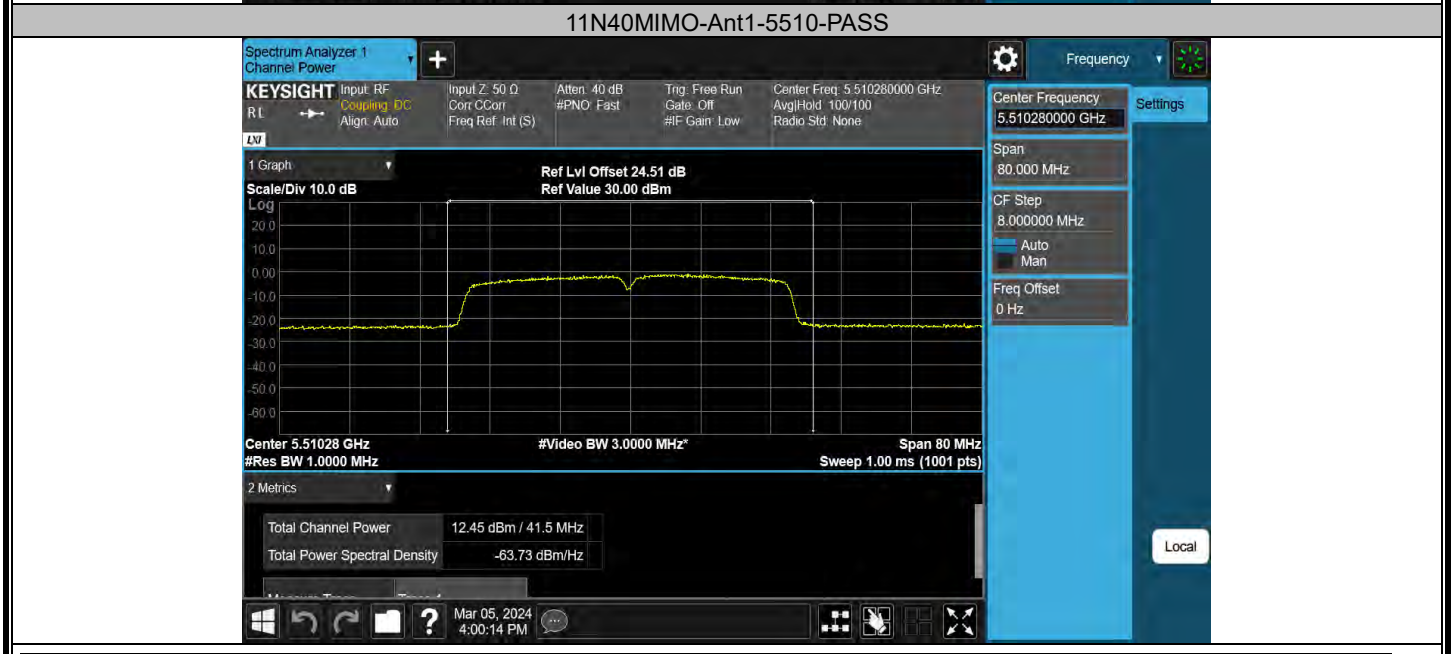 11N40MIMO-Ant1-5510-PASS
Spectrum Analyzer 1
Channel Power
Frequency
KEYSIGHT
RL
LXI
Input: RF
Coupling: DC
Align: Auto
Input Z: 50 Ω
Corr CCorr
Freq Ref: Int (S)
Atten: 40 dB
#PNO: Fast
Trig: Free Run
Gate: Off
#IF Gain: Low
Center Freq: 5.510280000 GHz
Avg|Hold: 100/100
Radio Std: None
Center Frequency
5.510280000 GHz
Settings
Span
80.000 MHz
CF Step
8.000000 MHz
Auto
Man
Freq Offset
0 Hz
1 Graph
Scale/Div 10.0 dB
Ref Lvl Offset 24.51 dB
Ref Value 30.00 dBm
Log
20.0
10.0
0.00
-10.0
-20.0
-30.0
-40.0
-50.0
-60.0
Center 5.51028 GHz
#Video BW 3.0000 MHz*
Span 80 MHz
#Res BW 1.0000 MHz
Sweep 1.00 ms (1001 pts)
2 Metrics
Total Channel Power 12.45 dBm / 41.5 MHz
Total Power Spectral Density -63.73 dBm/Hz
Local
Mar 05, 2024
4:00:14 PM